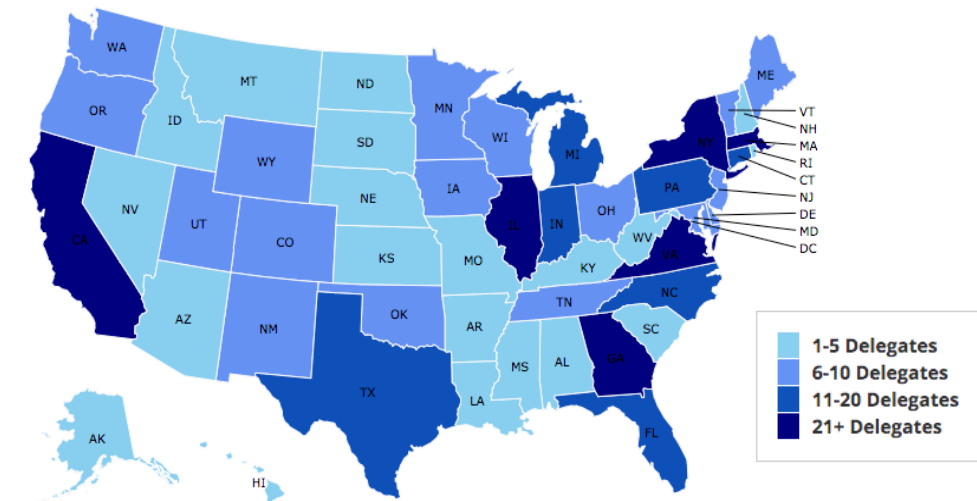 WA
MT
ND
MN
ME
OR
ID
SD
WI
VT
NH
MA
RI
CT
NJ
DE
MD
DC
WY
MI
NY
NE
IA
PA
NV
UT
CO
IL
IN
OH
CA
KS
MO
WV
VA
KY
AZ
NM
OK
AR
TN
NC
SC
MS
AL
GA
TX
LA
FL
AK
HI
1-5 Delegates
6-10 Delegates
11-20 Delegates
21+ Delegates